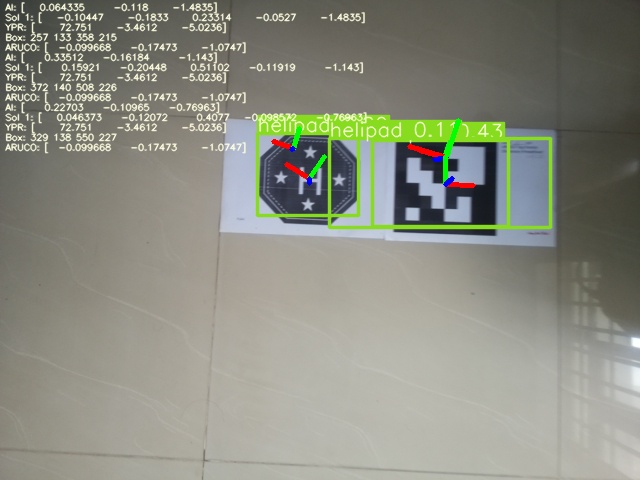 AI: [ 0.064335 -0.118 -1.4835]
Sol 1: [ -0.10447 -0.1833 0.23314 -0.0527 -1.4835]
YPR: [ 72.751 -3.4612 -5.0236]
Box: 257 133 358 215
ARUCO: [ -0.099668 -0.17473 -1.0747]
AI: [ 0.33512 -0.16184 -1.143]
Sol 1: [ 0.15921 -0.20448 0.51102 -0.11919 -1.143]
YPR: [ 72.751 -3.4612 -5.0236]
Box: 372 140 508 226
ARUCO: [ -0.099668 -0.17473 -1.0747]
AI: [ 0.22703 -0.10965 -0.76963]
Sol 1: [ 0.046373 -0.12072 0.4077 -0.098572 -0.76963]
YPR: [ 72.751 -3.4612 -5.0236]
Box: 329 138 550 227
ARUCO: [ -0.099668 -0.17473 -1.0747]
helipad
helipad 0.11
0.43
H